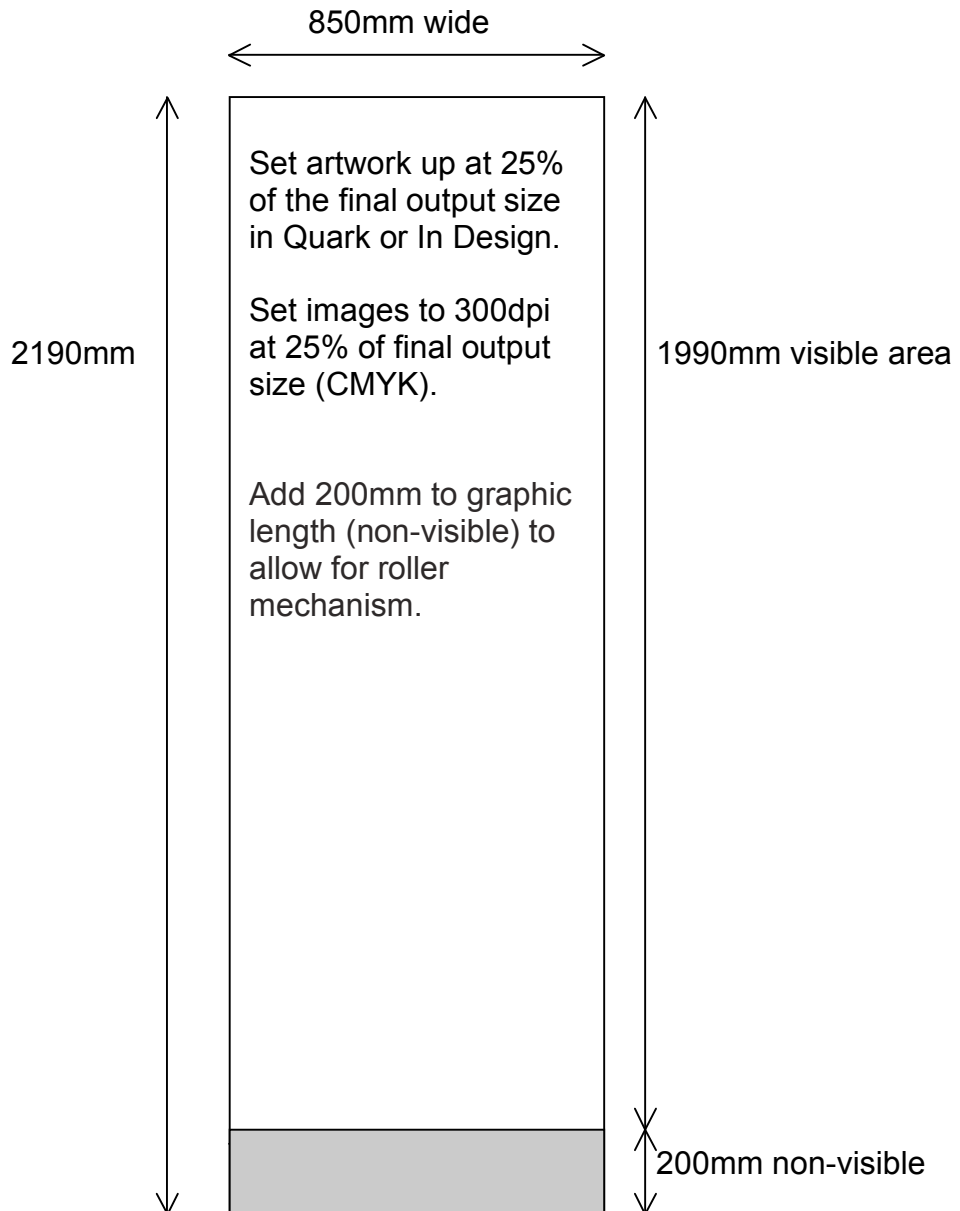 850mm wide
Set artwork up at 25%
of the final output size
in Quark or In Design.
Set images to 300dpi
at 25% of final output
size (CMYK).
2190mm
1990mm visible area
Add 200mm to graphic
length (non-visible) to
allow for roller
mechanism.
200mm non-visible